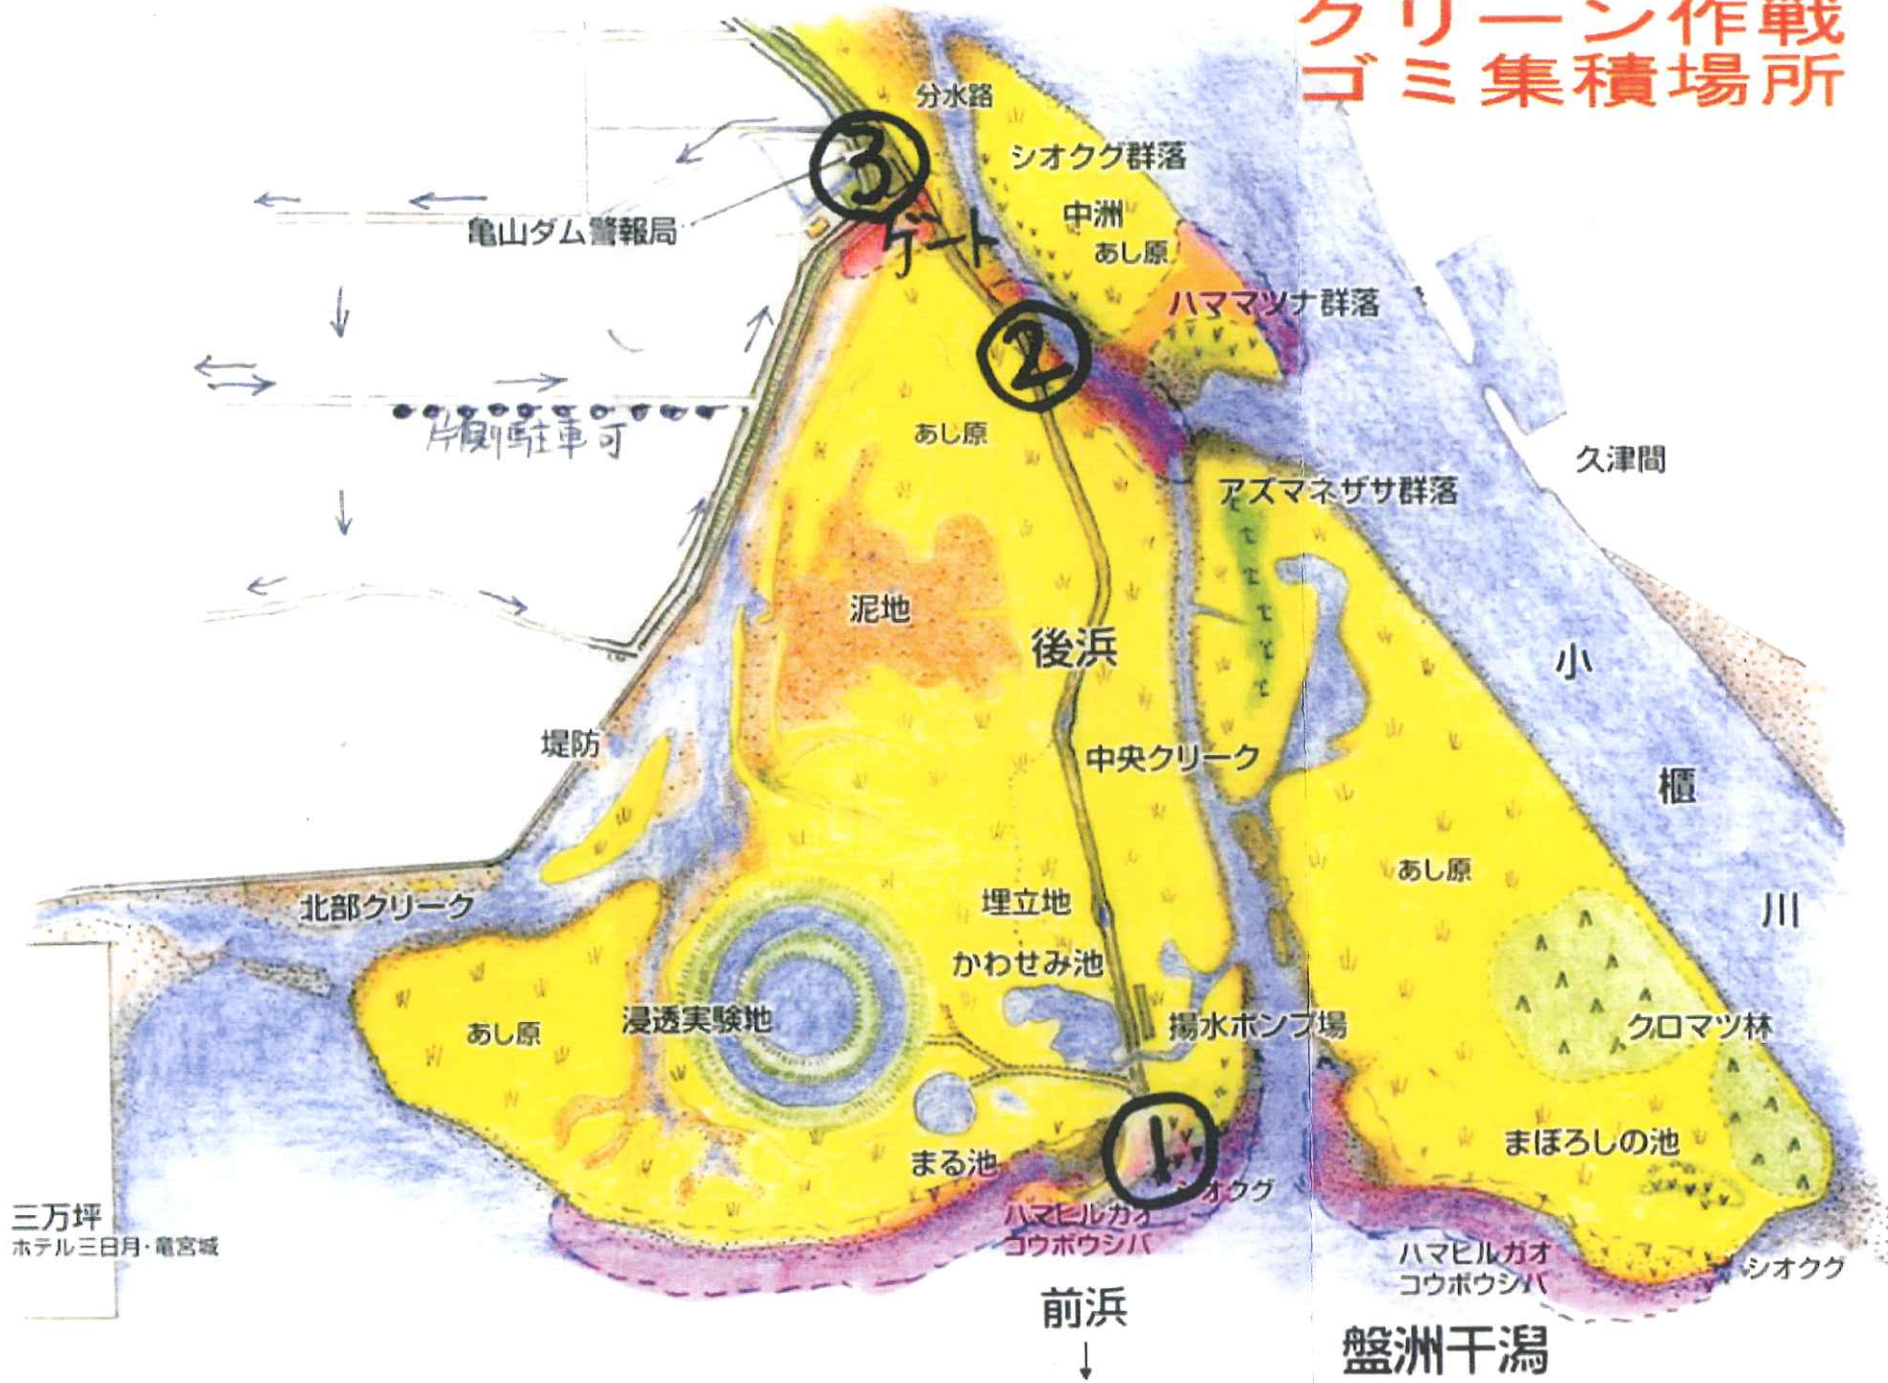 クリーン作戦
ゴミ集積場所
分水路
③
シオクグ群落
亀山ダム警報局
中洲
ゲート
あし原
ハママツナ群落
②
片側駐車可
あし原
久津間
アズマネザサ群落
泥地
後浜
小
堤防
中央クリーク
櫃
あし原
北部クリーク
埋立地
川
かわせみ池
浸透実験地
あし原
揚水ポンプ場
クロマツ林
①
まぼろしの池
まる池
シオクグ
三万坪
ホテル三日月・竜宮城
ハマヒルガオ
コウボウシバ
ハマヒルガオ
コウボウシバ
シオクグ
前浜
盤洲干潟